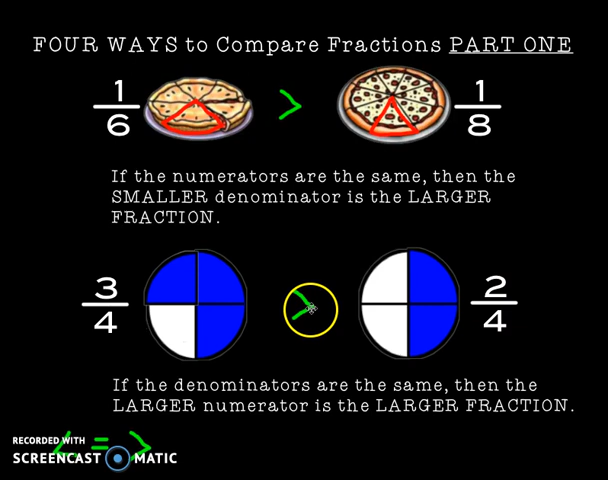 FOUR WAYS to Compare Fractions PART ONE
1/6 > 1/8
If the numerators are the same, then the
SMALLER denominator is the LARGER
FRACTION.
3/4 > 2/4
If the denominators are the same, then the
LARGER numerator is the LARGER FRACTION.
< = >
RECORDED WITH
SCREENCAST MATIC